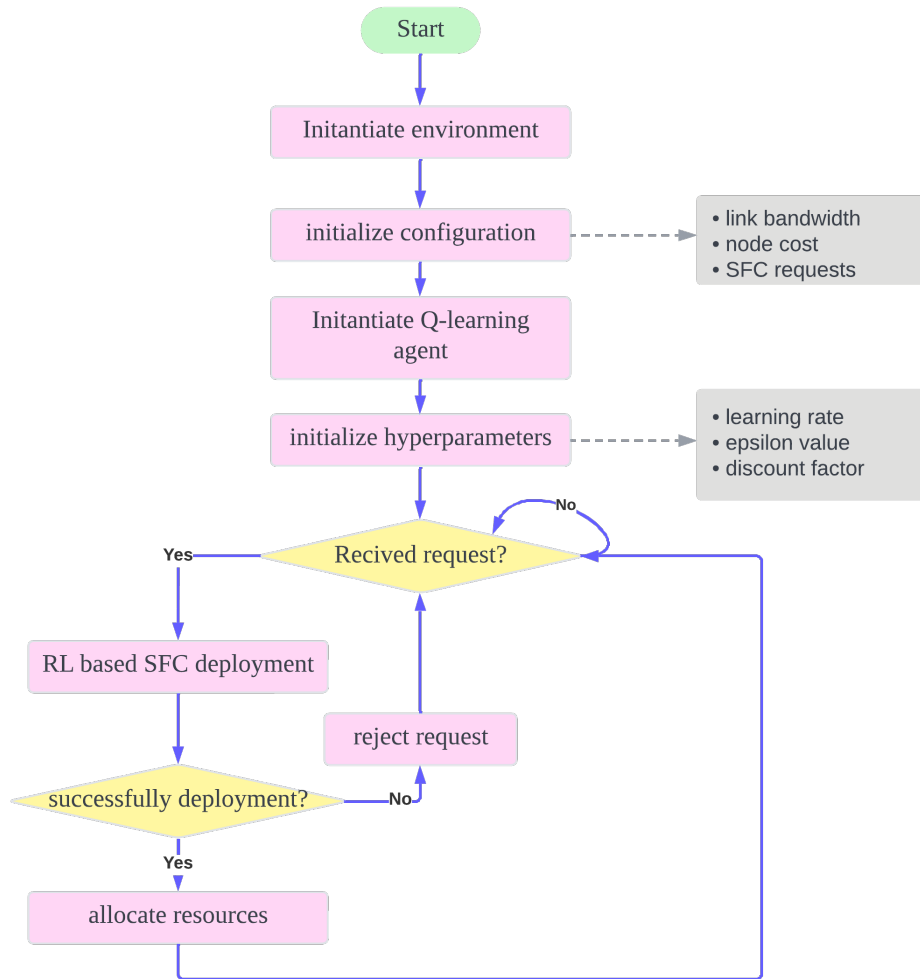 Start
Initantiate environment
initialize configuration
• link bandwidth
• node cost
• SFC requests
Initantiate Q-learning
agent
initialize hyperparameters
• learning rate
• epsilon value
• discount factor
No
Recived request?
Yes
RL based SFC deployment
reject request
successfully deployment?
No
Yes
allocate resources